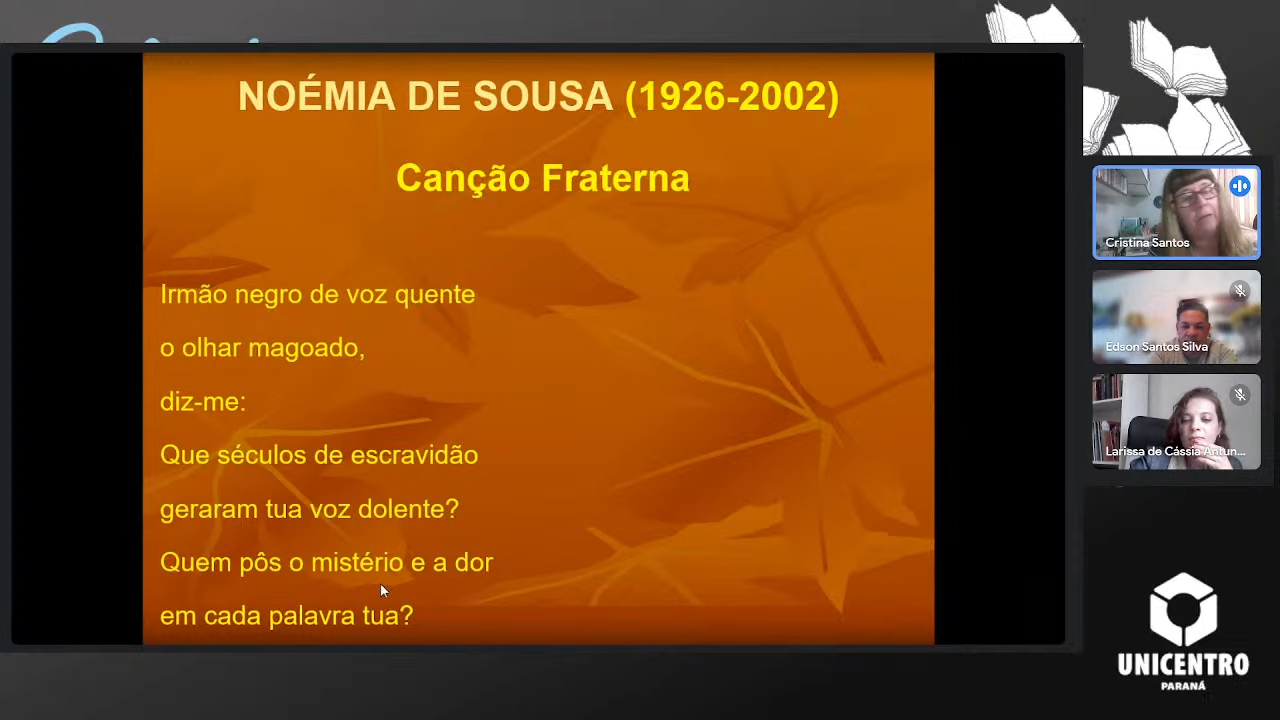 NOÉMIA DE SOUSA (1926-2002)
Canção Fraterna
Irmão negro de voz quente
o olhar magoado,
diz-me:
Que séculos de escravidão
geraram tua voz dolente?
Quem pôs o mistério e a dor
em cada palavra tua?
Cristina Santos
Edson Santos Silva
Larissa de Cássia Antun...
UNICENTRO
PARANÁ